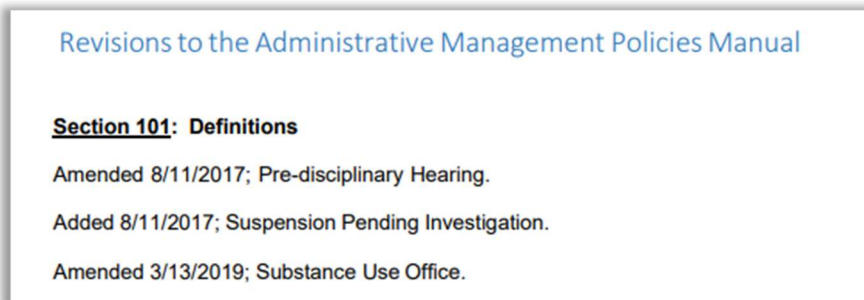 Revisions to the Administrative Management Policies Manual
Section 101: Definitions
Amended 8/11/2017; Pre-disciplinary Hearing.
Added 8/11/2017; Suspension Pending Investigation.
Amended 3/13/2019; Substance Use Office.